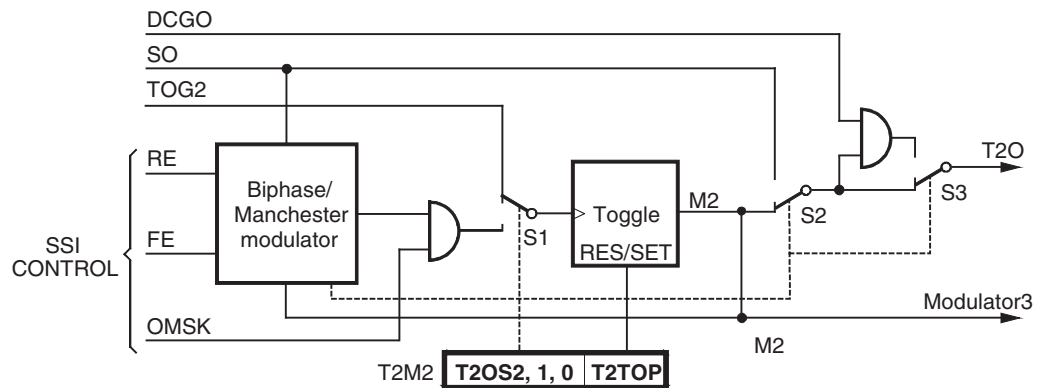 DCGO
SO
TOG2
RE
T2O
Biphase/
Manchester
modulator
M2
S3
Toggle
S2
SSI
CONTROL
FE
S1
RES/SET
OMSK
Modulator3
M2
T2M2 T2OS2, 1, 0 T2TOP